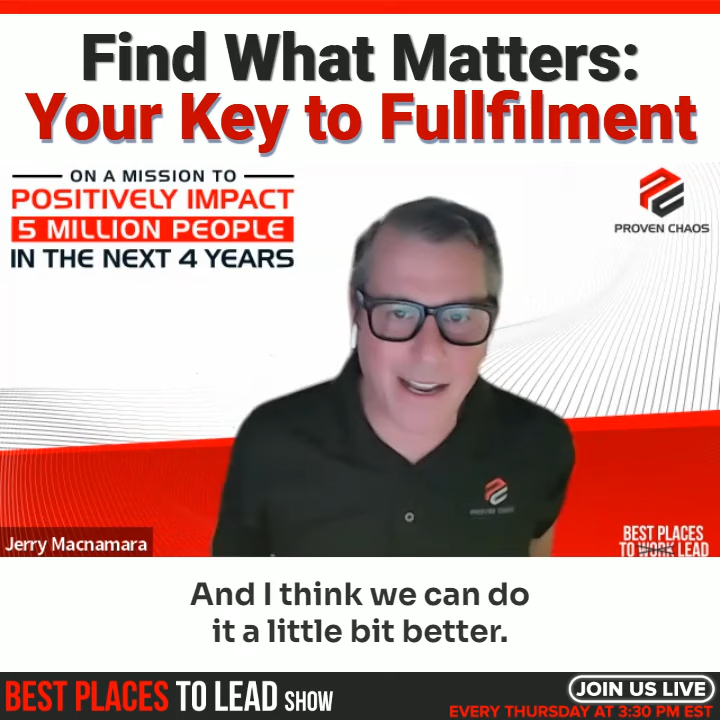 Find What Matters:
Your Key to Fullfilment
ON A MISSION TO
POSITIVELY IMPACT
5 MILLION PEOPLE
IN THE NEXT 4 YEARS
PROVEN CHAOS
PROVEN CHAOS
Jerry Macnamara
BEST PLACES
TO WORK LEAD
And I think we can do
it a little bit better.
BEST PLACES TO LEAD SHOW
JOIN US LIVE
EVERY THURSDAY AT 3:30 PM EST